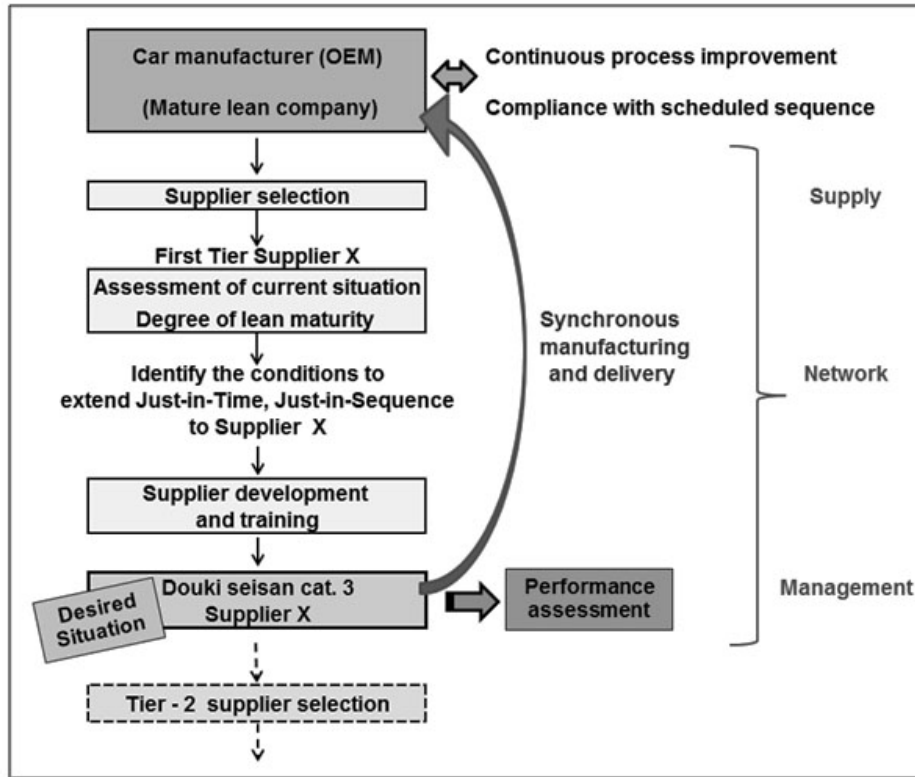 Car manufacturer (OEM)
(Mature lean company)
Continuous process improvement
Compliance with scheduled sequence
Supplier selection
First Tier Supplier X
Assessment of current situation
Degree of lean maturity
Identify the conditions to
extend Just-in-Time, Just-in-Sequence
to Supplier X
Supplier development
and training
Douki seisan cat. 3
Supplier X
Desired
Situation
Tier - 2 supplier selection
Synchronous
manufacturing
and delivery
Performance
assessment
Supply
Network
Management